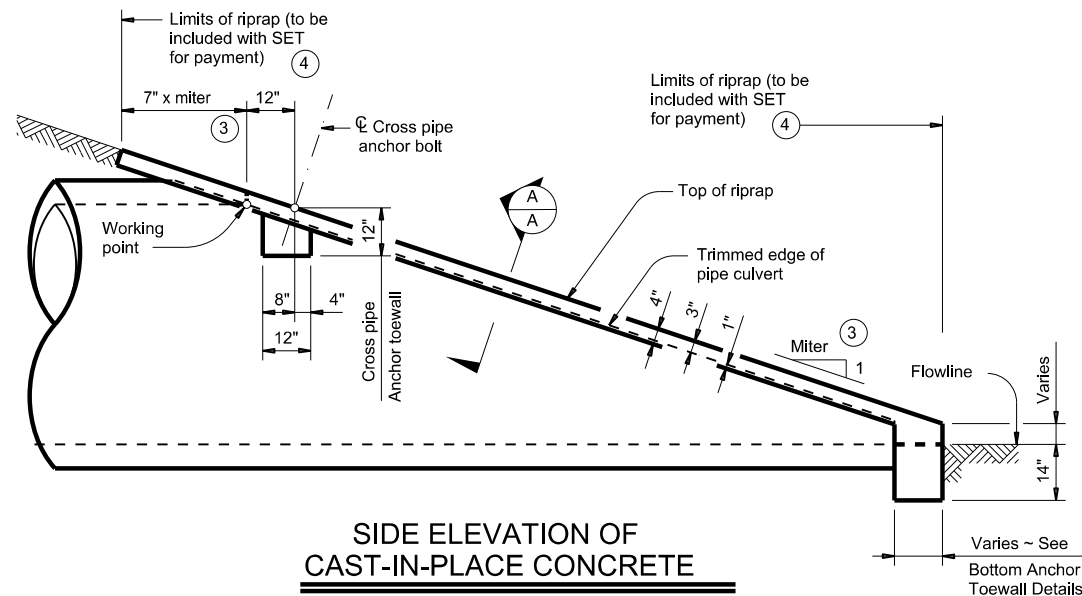 Limits of riprap (to be
included with SET
for payment)
4
7" x miter
12"
3
℄ Cross pipe
anchor bolt
Limits of riprap (to be
included with SET
for payment)
4
A
A
Top of riprap
Working
point
12"
Trimmed edge of
pipe culvert
8"
4"
12"
Cross pipe
Anchor toewall
4"
3"
1"
3
Miter
1
Flowline
Varies
14"
SIDE ELEVATION OF
CAST-IN-PLACE CONCRETE
Varies ~ See
Bottom Anchor
Toewall Details